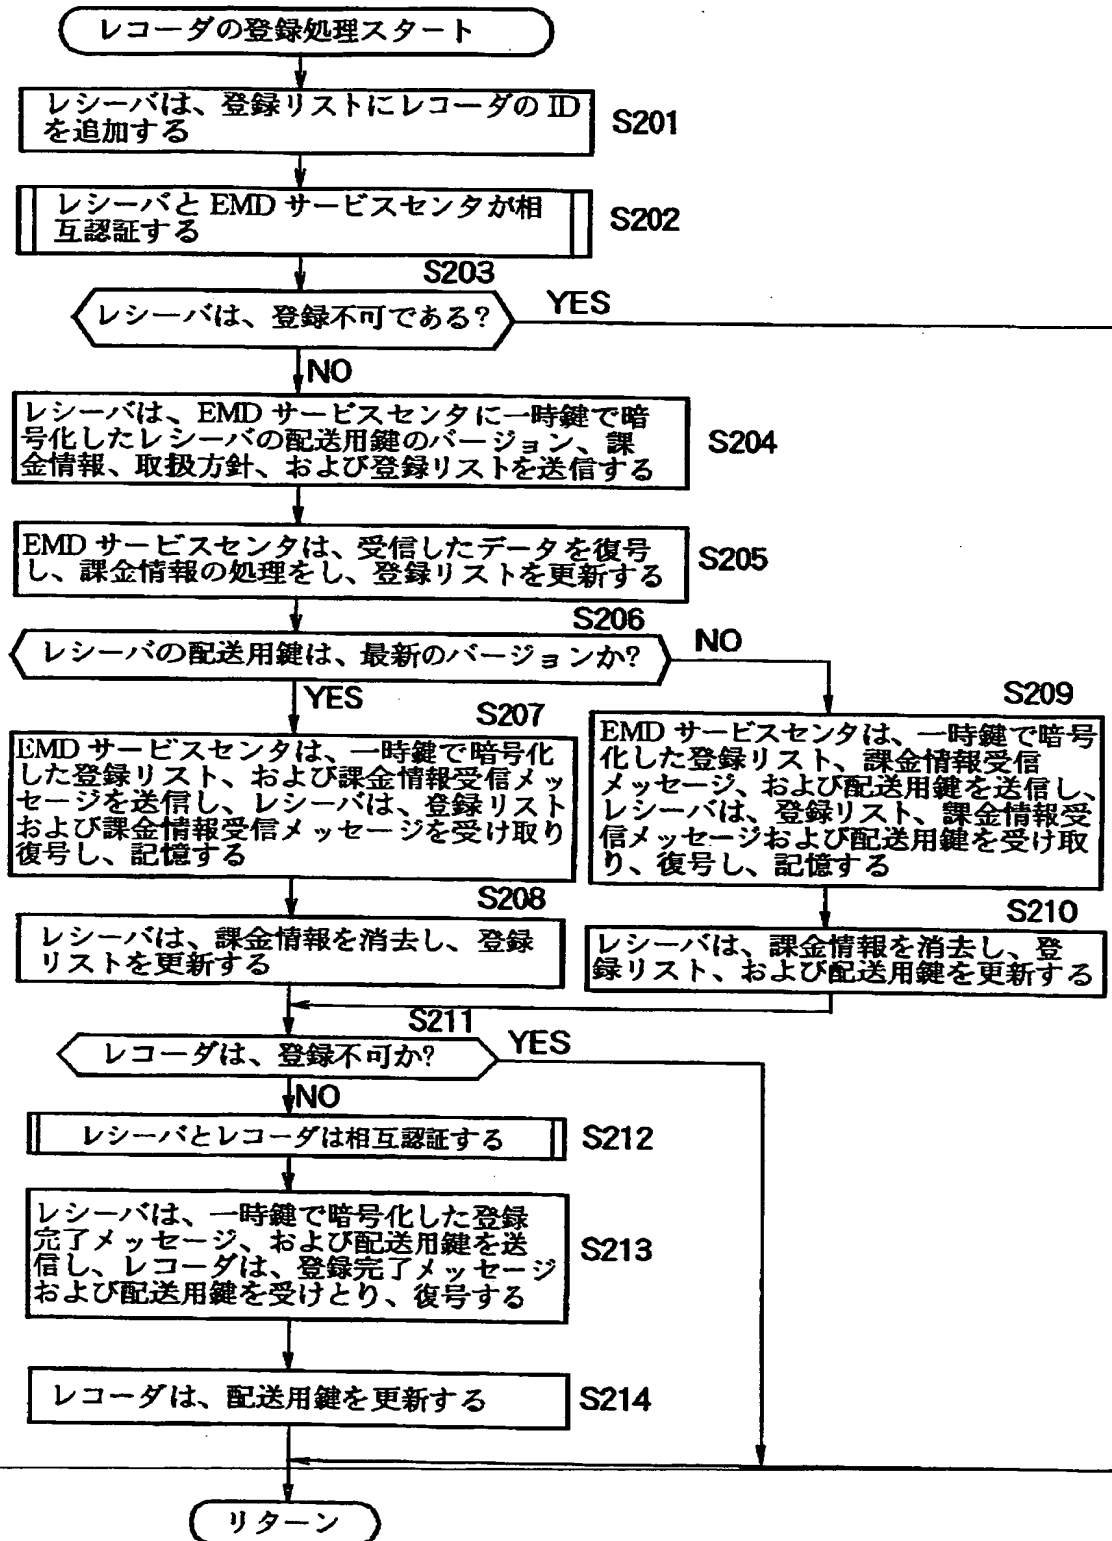 レコーダの登録処理スタート
レシーバは、登録リストにレコーダの ID
を追加する
S201
レシーバと EMD サービスセンタが相
互認証する
S202
S203
レシーバは、登録不可である?
YES
NO
レシーバは、EMD サービスセンタに一時鍵で暗
号化したレシーバの配送用鍵のバージョン、課
金情報、取扱方針、および登録リストを送信する
S204
EMD サービスセンタは、受信したデータを復号
し、課金情報の処理をし、登録リストを更新する
S205
S206
レシーバの配送用鍵は、最新のバージョンか?
NO
YES
S207
EMD サービスセンタは、一時鍵で暗号化
した登録リスト、および課金情報受信メッ
セージを送信し、レシーバは、登録リスト
および課金情報受信メッセージを受け取り
復号し、記憶する
S209
EMD サービスセンタは、一時鍵で暗号
化した登録リスト、課金情報受信
メッセージ、および配送用鍵を送信し、
レシーバは、登録リスト、課金情報受
信メッセージおよび配送用鍵を受け取
り、復号し、記憶する
S208
レシーバは、課金情報を消去し、登録
リストを更新する
S210
レシーバは、課金情報を消去し、登
録リスト、および配送用鍵を更新する
S211
レコーダは、登録不可か?
YES
NO
レシーバとレコーダは相互認証する
S212
レシーバは、一時鍵で暗号化した登録
完了メッセージ、および配送用鍵を送
信し、レコーダは、登録完了メッセージ
および配送用鍵を受けとり、復号する
S213
レコーダは、配送用鍵を更新する
S214
リターン